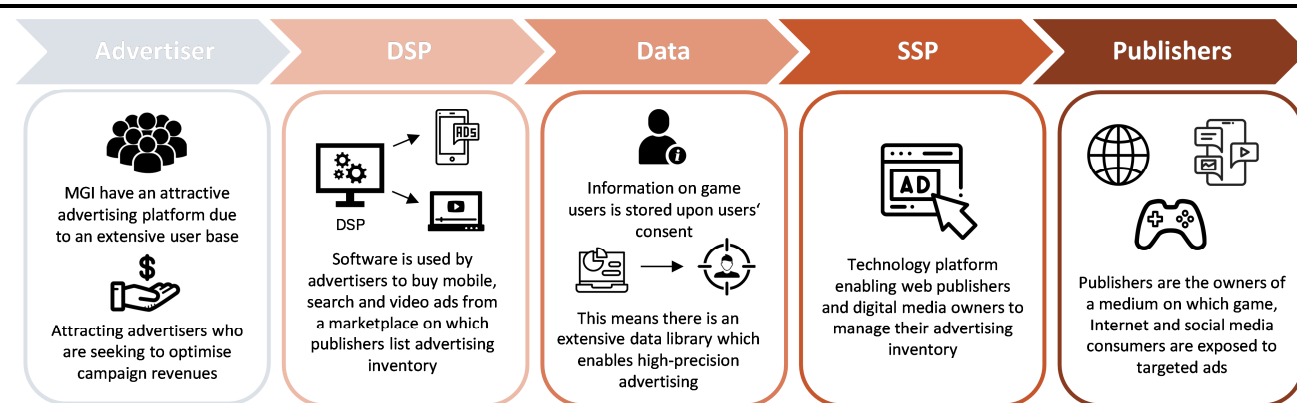 Advertiser
DSP
Data
SSP
Publishers
MGI have an attractive
advertising platform due
to an extensive user base
$
Attracting advertisers who
are seeking to optimise
campaign revenues
ADS
DSP
Software is used by
advertisers to buy mobile,
search and video ads from
a marketplace on which
publishers list advertising
inventory
i
Information on game
users is stored upon users‘
consent
This means there is an
extensive data library which
enables high-precision
advertising
AD
Technology platform
enabling web publishers
and digital media owners to
manage their advertising
inventory
Publishers are the owners of
a medium on which game,
Internet and social media
consumers are exposed to
targeted ads